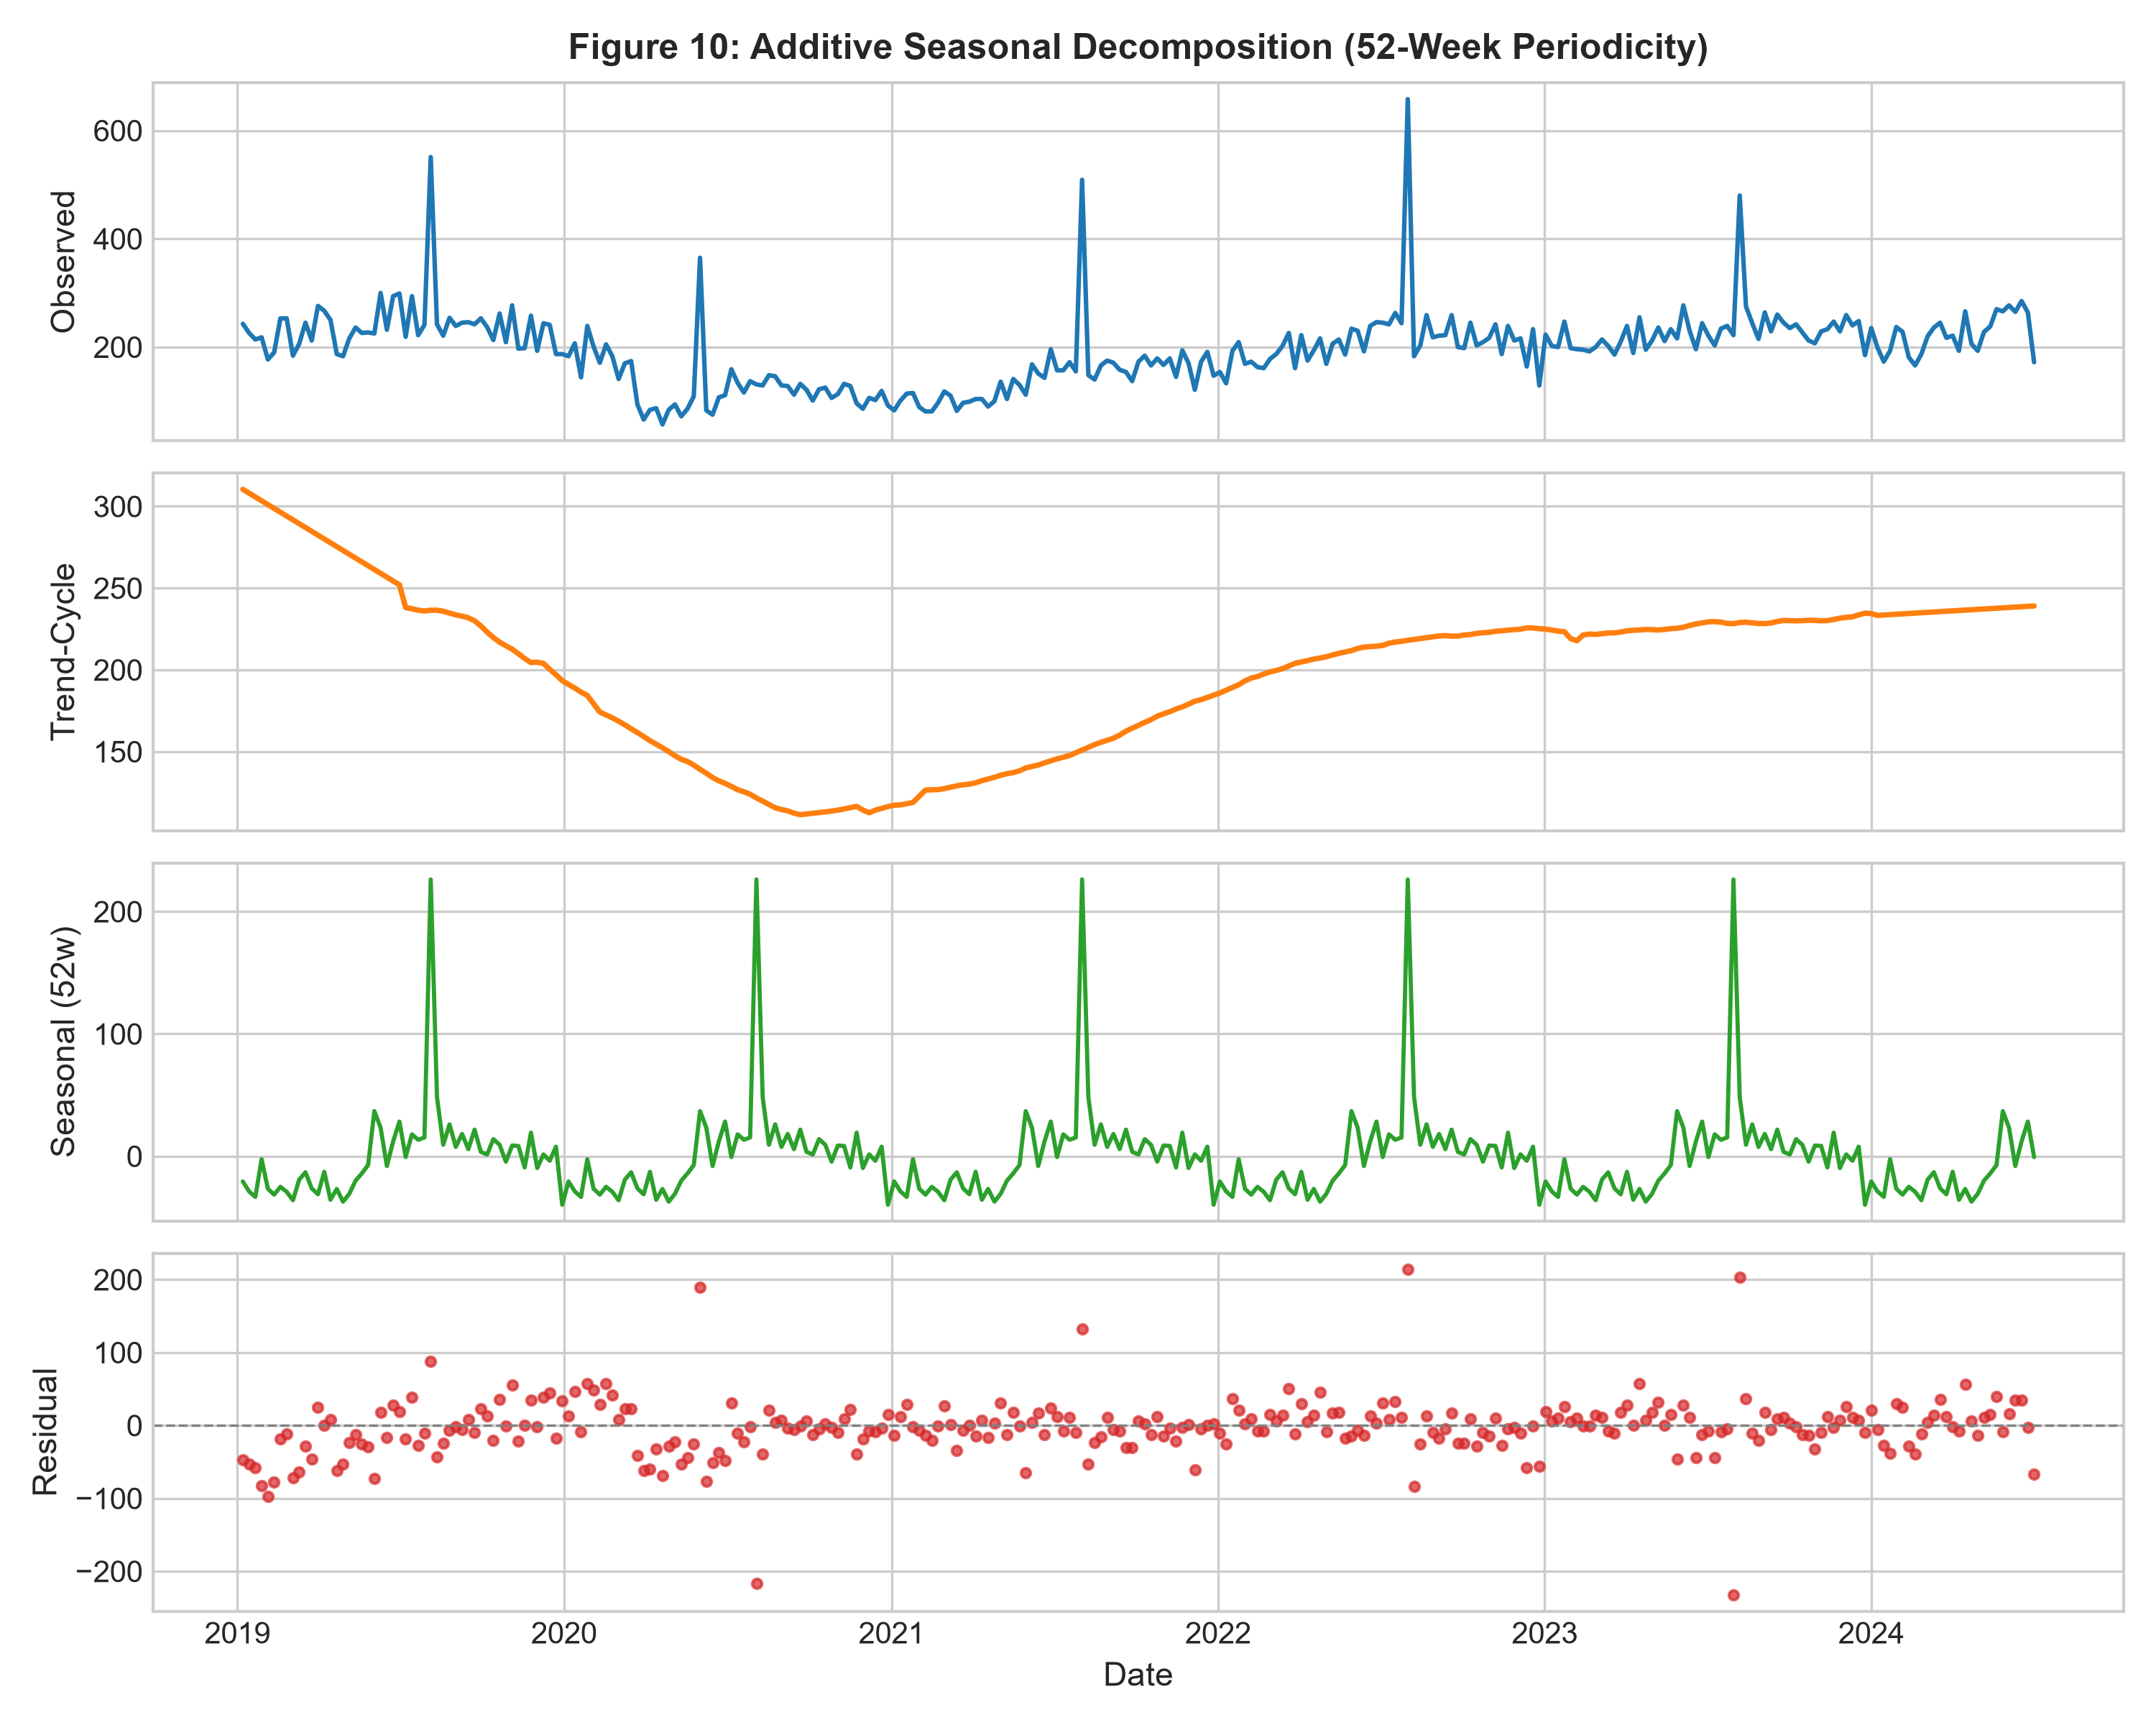 Figure 10: Additive Seasonal Decomposition (52-Week Periodicity)
Observed
600
400
200
Trend-Cycle
300
250
200
150
Seasonal (52w)
200
100
0
Residual
200
100
0
−100
−200
2019 2020 2021 2022 2023 2024
Date